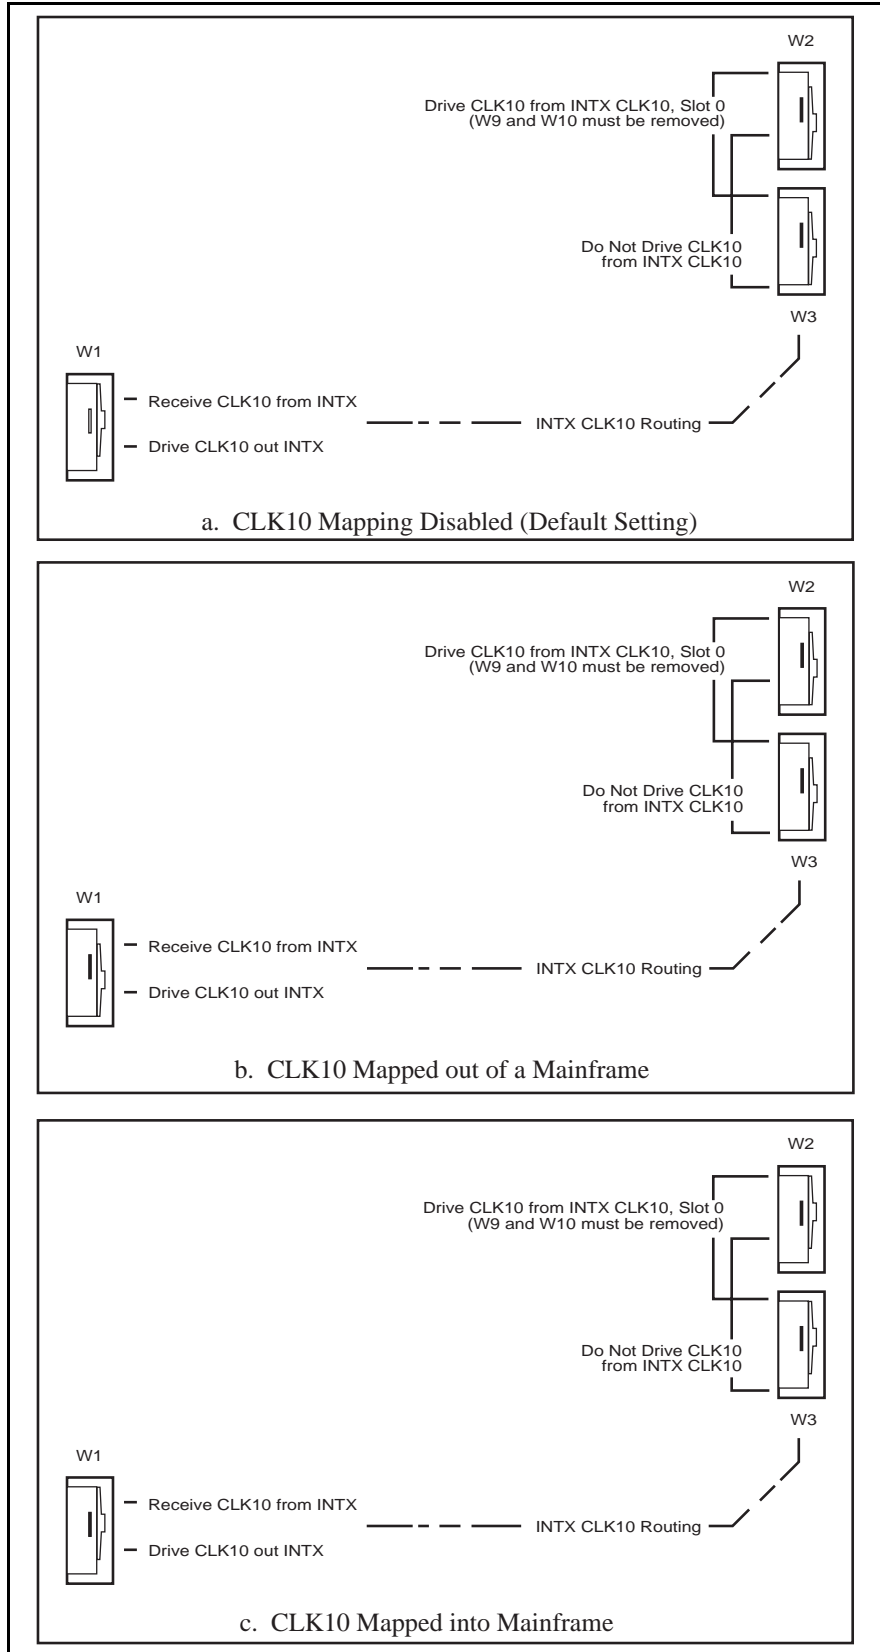 W2
Drive CLK10 from INTX CLK10, Slot 0
(W9 and W10 must be removed)
Do Not Drive CLK10
from INTX CLK10
W3
W1
Receive CLK10 from INTX
INTX CLK10 Routing
Drive CLK10 out INTX
a. CLK10 Mapping Disabled (Default Setting)
W2
Drive CLK10 from INTX CLK10, Slot 0
(W9 and W10 must be removed)
Do Not Drive CLK10
from INTX CLK10
W3
W1
Receive CLK10 from INTX
INTX CLK10 Routing
Drive CLK10 out INTX
b. CLK10 Mapped out of a Mainframe
W2
Drive CLK10 from INTX CLK10, Slot 0
(W9 and W10 must be removed)
Do Not Drive CLK10
from INTX CLK10
W3
W1
Receive CLK10 from INTX
INTX CLK10 Routing
Drive CLK10 out INTX
c. CLK10 Mapped into Mainframe